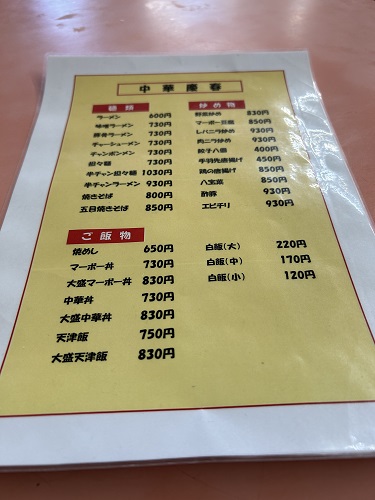 中華慶春
麺類
ラーメン 600円
味噌ラーメン 730円
豚骨ラーメン 730円
チャーシューメン 730円
チャンポンメン 730円
担々麺 730円
牛チャン担々麺 1030円
牛チャンラーメン 930円
焼きそば 800円
五目焼きそば 850円
炒め物
野菜炒め 830円
マーボー豆腐 850円
レバニラ炒め 930円
肉ニラ炒め 930円
餃子八個 400円
手羽先唐揚げ 450円
鶏の唐揚げ 850円
八宝菜 850円
酢豚 930円
エビチリ 930円
ご飯物
焼めし 650円
マーボー丼 730円
大盛マーボー丼 830円
中華丼 730円
大盛中華丼 830円
天津飯 750円
大盛天津飯 830円
白飯(大) 220円
白飯(中) 170円
白飯(小) 120円